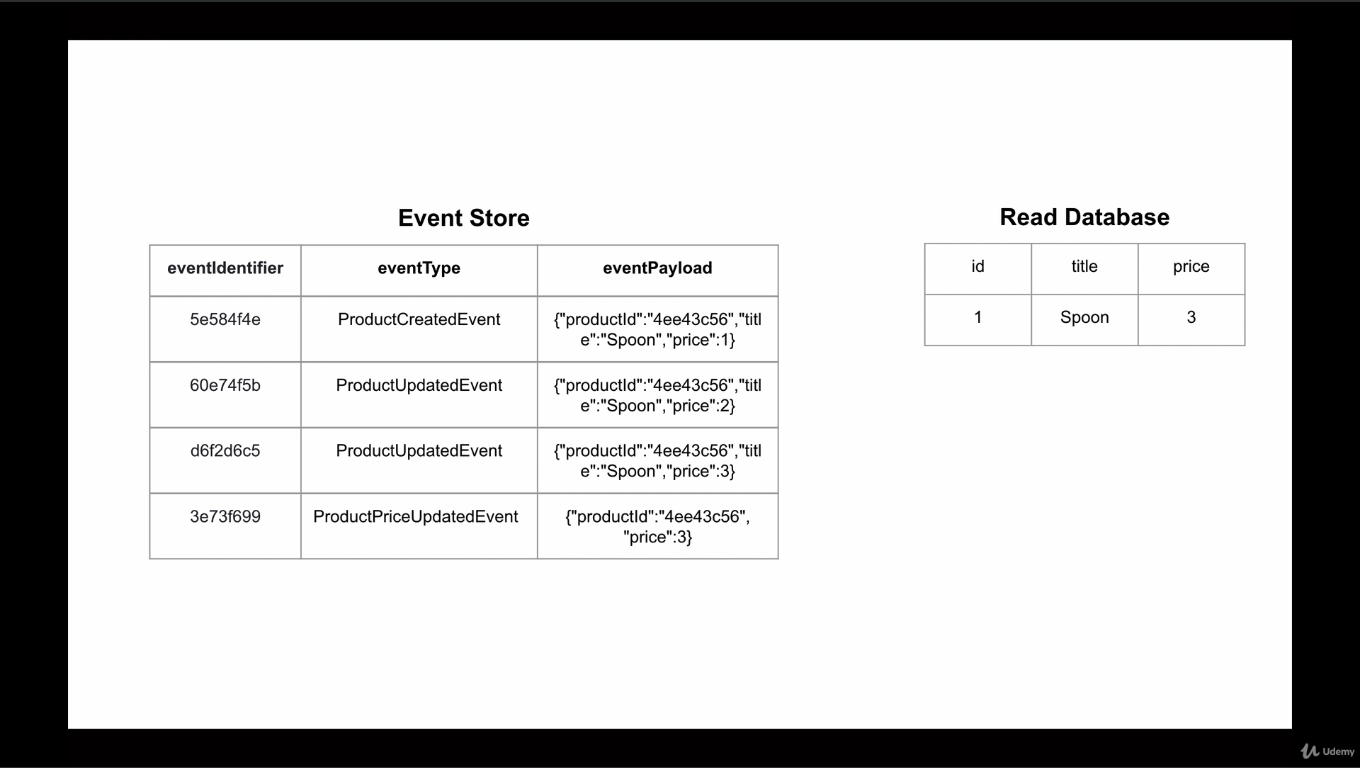 Event Store
eventIdentifier eventType eventPayload
5e584f4e ProductCreatedEvent {"productId":"4ee43c56","titl
e":"Spoon","price":1}
60e74f5b ProductUpdatedEvent {"productId":"4ee43c56","titl
e":"Spoon","price":2}
d6f2d6c5 ProductUpdatedEvent {"productId":"4ee43c56","titl
e":"Spoon","price":3}
3e73f699 ProductPriceUpdatedEvent {"productId":"4ee43c56",
"price":3}
Read Database
id title price
1 Spoon 3
Udemy